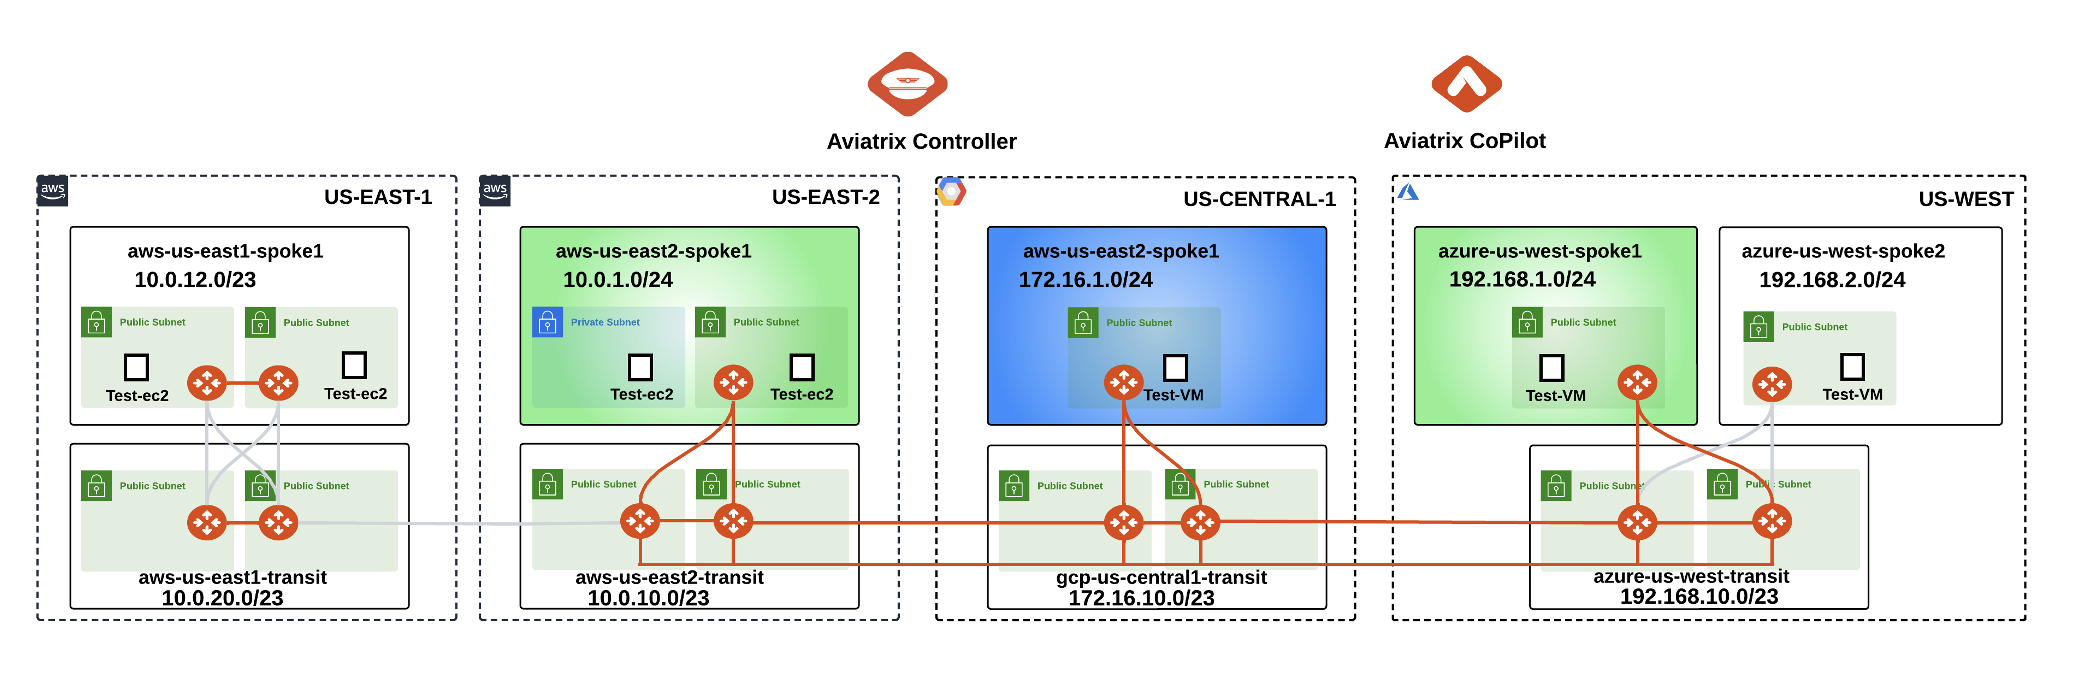 Aviatrix Controller
Aviatrix CoPilot
aws
US-EAST-1
aws-us-east1-spoke1
10.0.12.0/23
Public Subnet
Public Subnet
Test-ec2
Test-ec2
Public Subnet
Public Subnet
aws-us-east1-transit
10.0.20.0/23
aws
US-EAST-2
aws-us-east2-spoke1
10.0.1.0/24
Private Subnet
Public Subnet
Test-ec2
Test-ec2
Public Subnet
Public Subnet
aws-us-east2-transit
10.0.10.0/23
US-CENTRAL-1
aws-us-east2-spoke1
172.16.1.0/24
Public Subnet
Test-VM
Public Subnet
Public Subnet
gcp-us-central1-transit
172.16.10.0/23
US-WEST
azure-us-west-spoke1
192.168.1.0/24
Public Subnet
Test-VM
azure-us-west-spoke2
192.168.2.0/24
Public Subnet
Test-VM
Public Subnet
Public Subnet
azure-us-west-transit
192.168.10.0/23